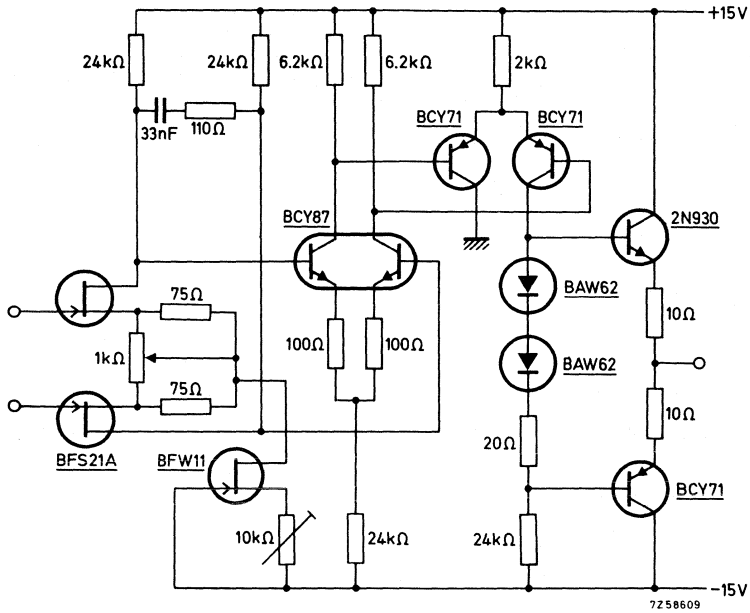 +15V
24kΩ
24kΩ
6.2kΩ
6.2kΩ
2kΩ
33nF
110Ω
BCY71
BCY71
BCY87
2N930
75Ω
BAW62
10Ω
1kΩ
100Ω
100Ω
BAW62
75Ω
10Ω
20Ω
BFS21A
BFW11
BCY71
10kΩ
24kΩ
24kΩ
-15V
7Z58609